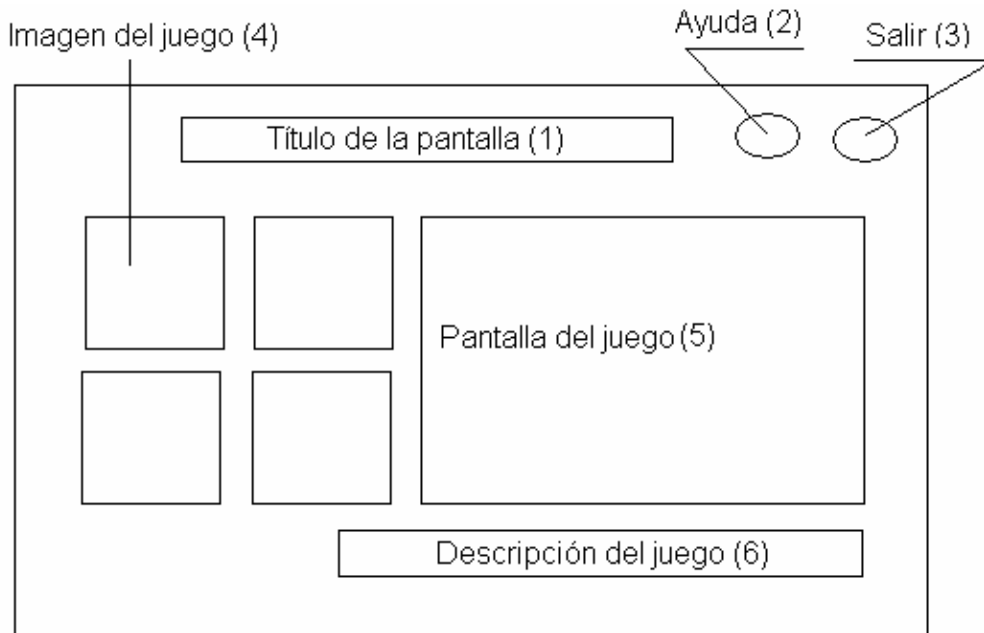 Imagen del juego (4)
Ayuda (2)
Salir (3)
Título de la pantalla (1)
Pantalla del juego (5)
Descripción del juego (6)